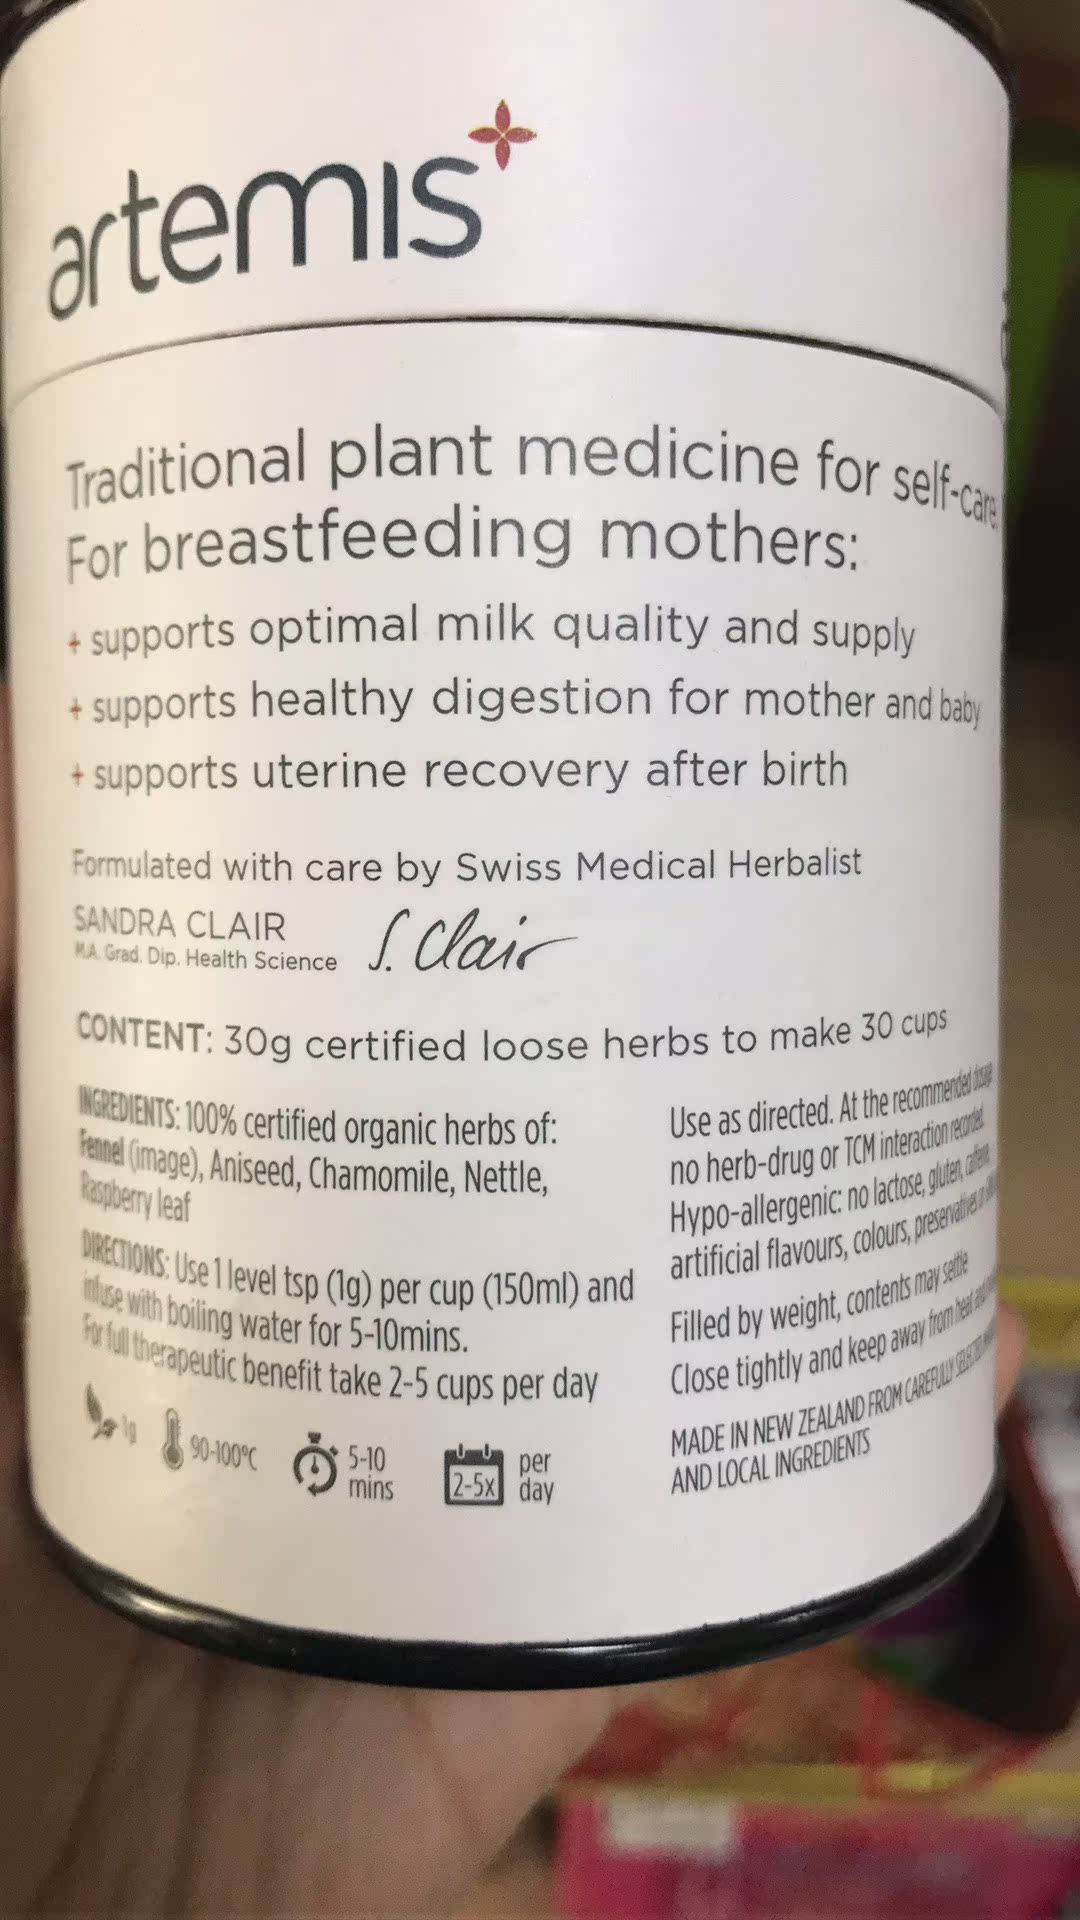 artemis
Traditional plant medicine for self-care.
For breastfeeding mothers:
+ supports optimal milk quality and supply
+ supports healthy digestion for mother and baby
+ supports uterine recovery after birth
Formulated with care by Swiss Medical Herbalist
SANDRA CLAIR
M.A. Grad. Dip. Health Science
S. Clair
CONTENT: 30g certified loose herbs to make 30 cups
INGREDIENTS: 100% certified organic herbs of:
Fennel (image), Aniseed, Chamomile, Nettle,
Raspberry leaf
DIRECTIONS: Use 1 level tsp (1g) per cup (150ml) and
infuse with boiling water for 5-10mins.
For full therapeutic benefit take 2-5 cups per day
1g
90-100°C
5-10
mins
2-5x
per
day
Use as directed. At the recommended dosage
no herb-drug or TCM interaction recorded.
Hypo-allergenic: no lactose, gluten, caffeine,
artificial flavours, colours, preservatives or
Filled by weight, contents may settle
Close tightly and keep away from heat and
MADE IN NEW ZEALAND FROM CAREFULLY SELECTED
AND LOCAL INGREDIENTS